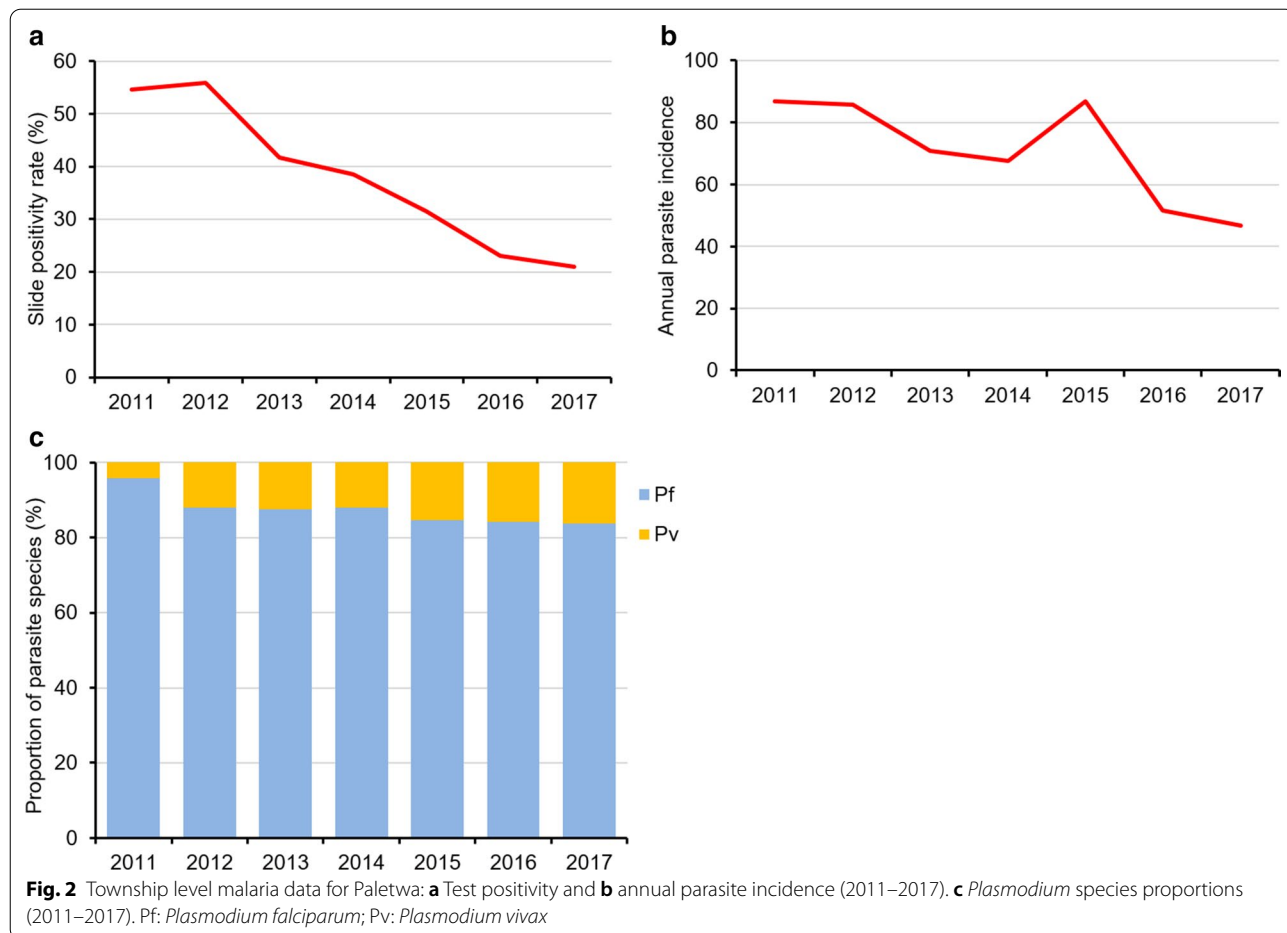 a
60
50
40
30
20
10
0
Slide positivity rate (%)
2011 2012 2013 2014 2015 2016 2017
b
100
80
60
40
20
0
Annual parasite incidence
2011 2012 2013 2014 2015 2016 2017
c
100
80
60
40
20
0
Proportion of parasite species (%)
2011 2012 2013 2014 2015 2016 2017
Pf
Pv
Fig. 2 Township level malaria data for Paletwa: a Test positivity and b annual parasite incidence (2011–2017). c Plasmodium species proportions
(2011–2017). Pf: Plasmodium falciparum; Pv: Plasmodium vivax